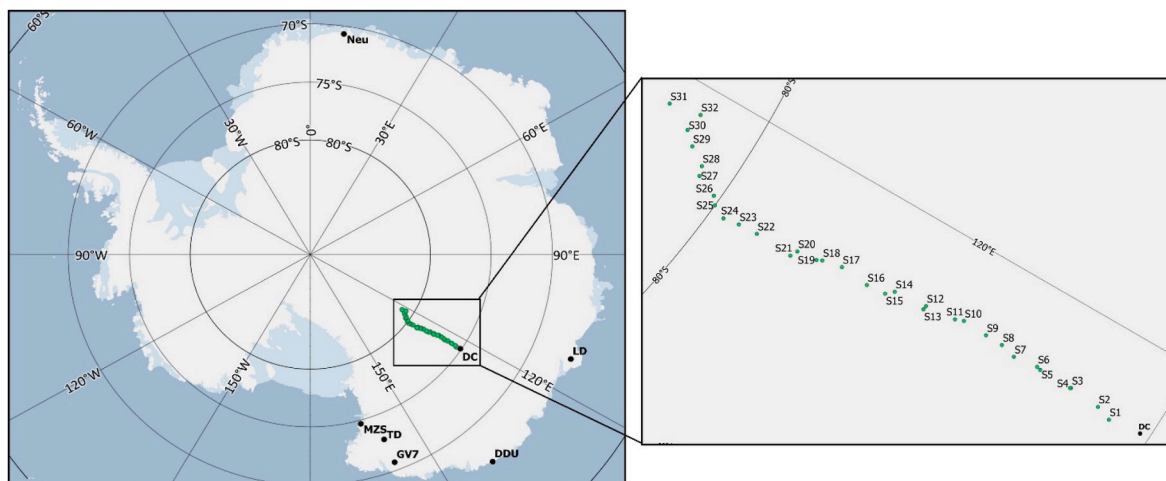 60°S
70°S
Neu
75°S
60°W
30°W
0°
30°E
60°E
80°S
80°S
90°W
90°E
DC
LD
120°W
150°W
150°E
120°E
MZS
TD
GV7
DDU
80°S
S31
S32
S30
S29
S28
S27
S26
S25
S24
S23
S22
S21
S20
S19
S18
S17
120°E
80°S
S16
S14
S15
S12
S13
S11
S10
S9
S8
S7
S6
S5
S4
S3
S2
S1
DC